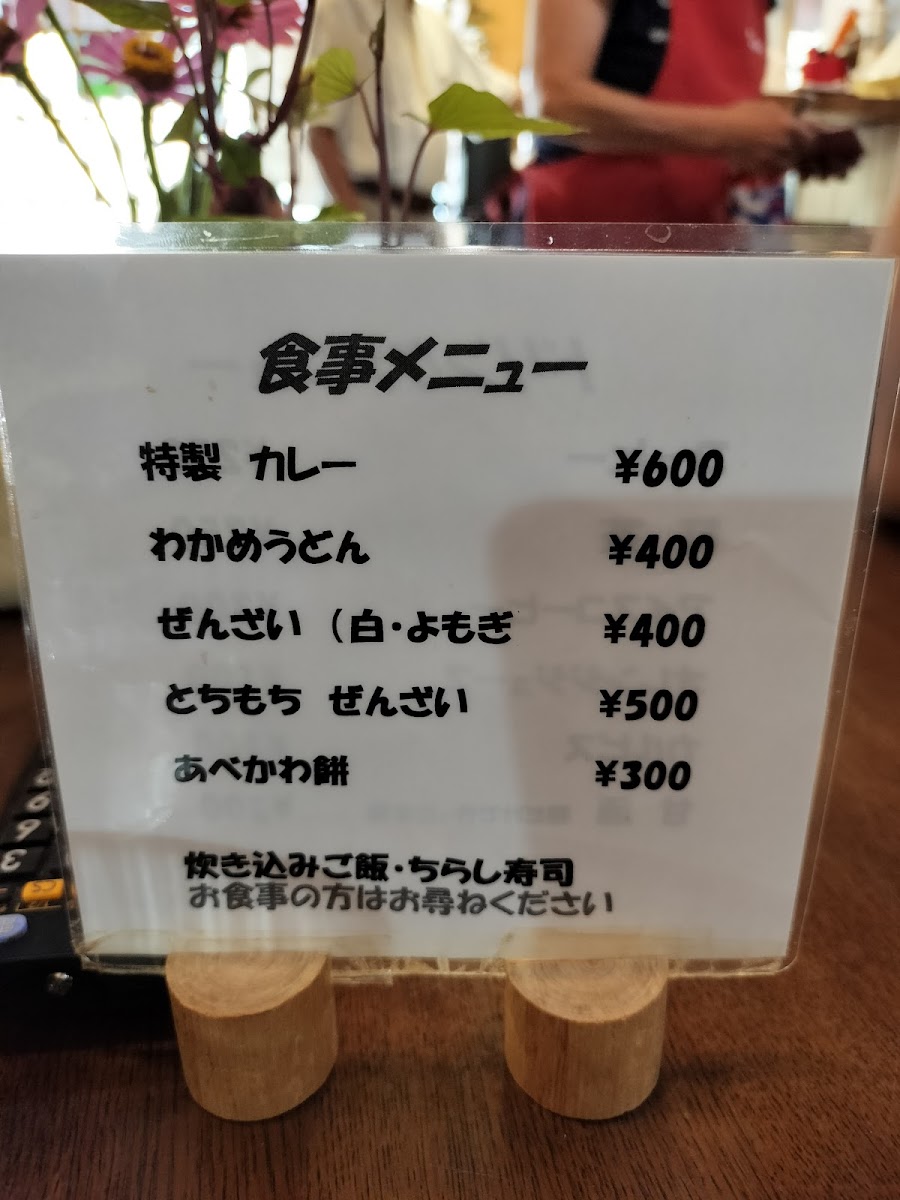 食事メニュー
特製 カレー ¥600
わかめうどん ¥400
ぜんざい（白・よもぎ ¥400
とちもち ぜんざい ¥500
あべかわ餅 ¥300
炊き込みご飯・ちらし寿司
お食事の方はお尋ねください